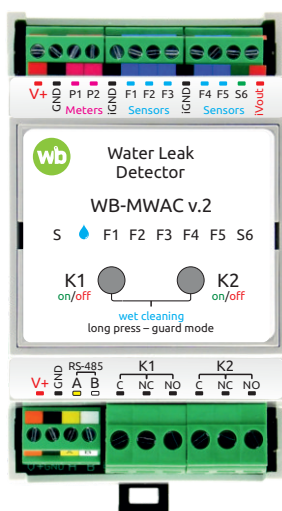 V+ GND P1 P2 iGND F1 F2 F3 iGND F4 F5 S6 iVout
Meters Sensors Sensors
wb
Water Leak
Detector
WB-MWAC v.2
S F1 F2 F3 F4 F5 S6
K1 K2
on/off on/off
wet cleaning
long press – guard mode
RS-485 K1 K2
V+ GND A B C NC NO C NC NO
V+ GND A B